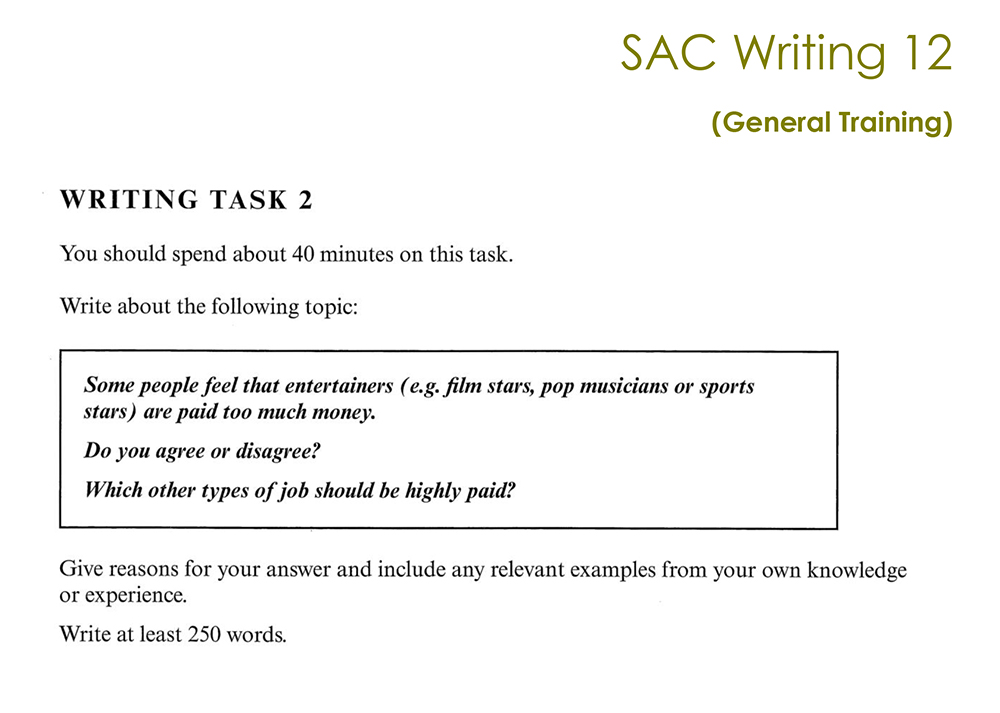 SAC Writing 12
(General Training)
WRITING TASK 2
You should spend about 40 minutes on this task.
Write about the following topic:
Some people feel that entertainers (e.g. film stars, pop musicians or sports
stars) are paid too much money.
Do you agree or disagree?
Which other types of job should be highly paid?
Give reasons for your answer and include any relevant examples from your own knowledge
or experience.
Write at least 250 words.